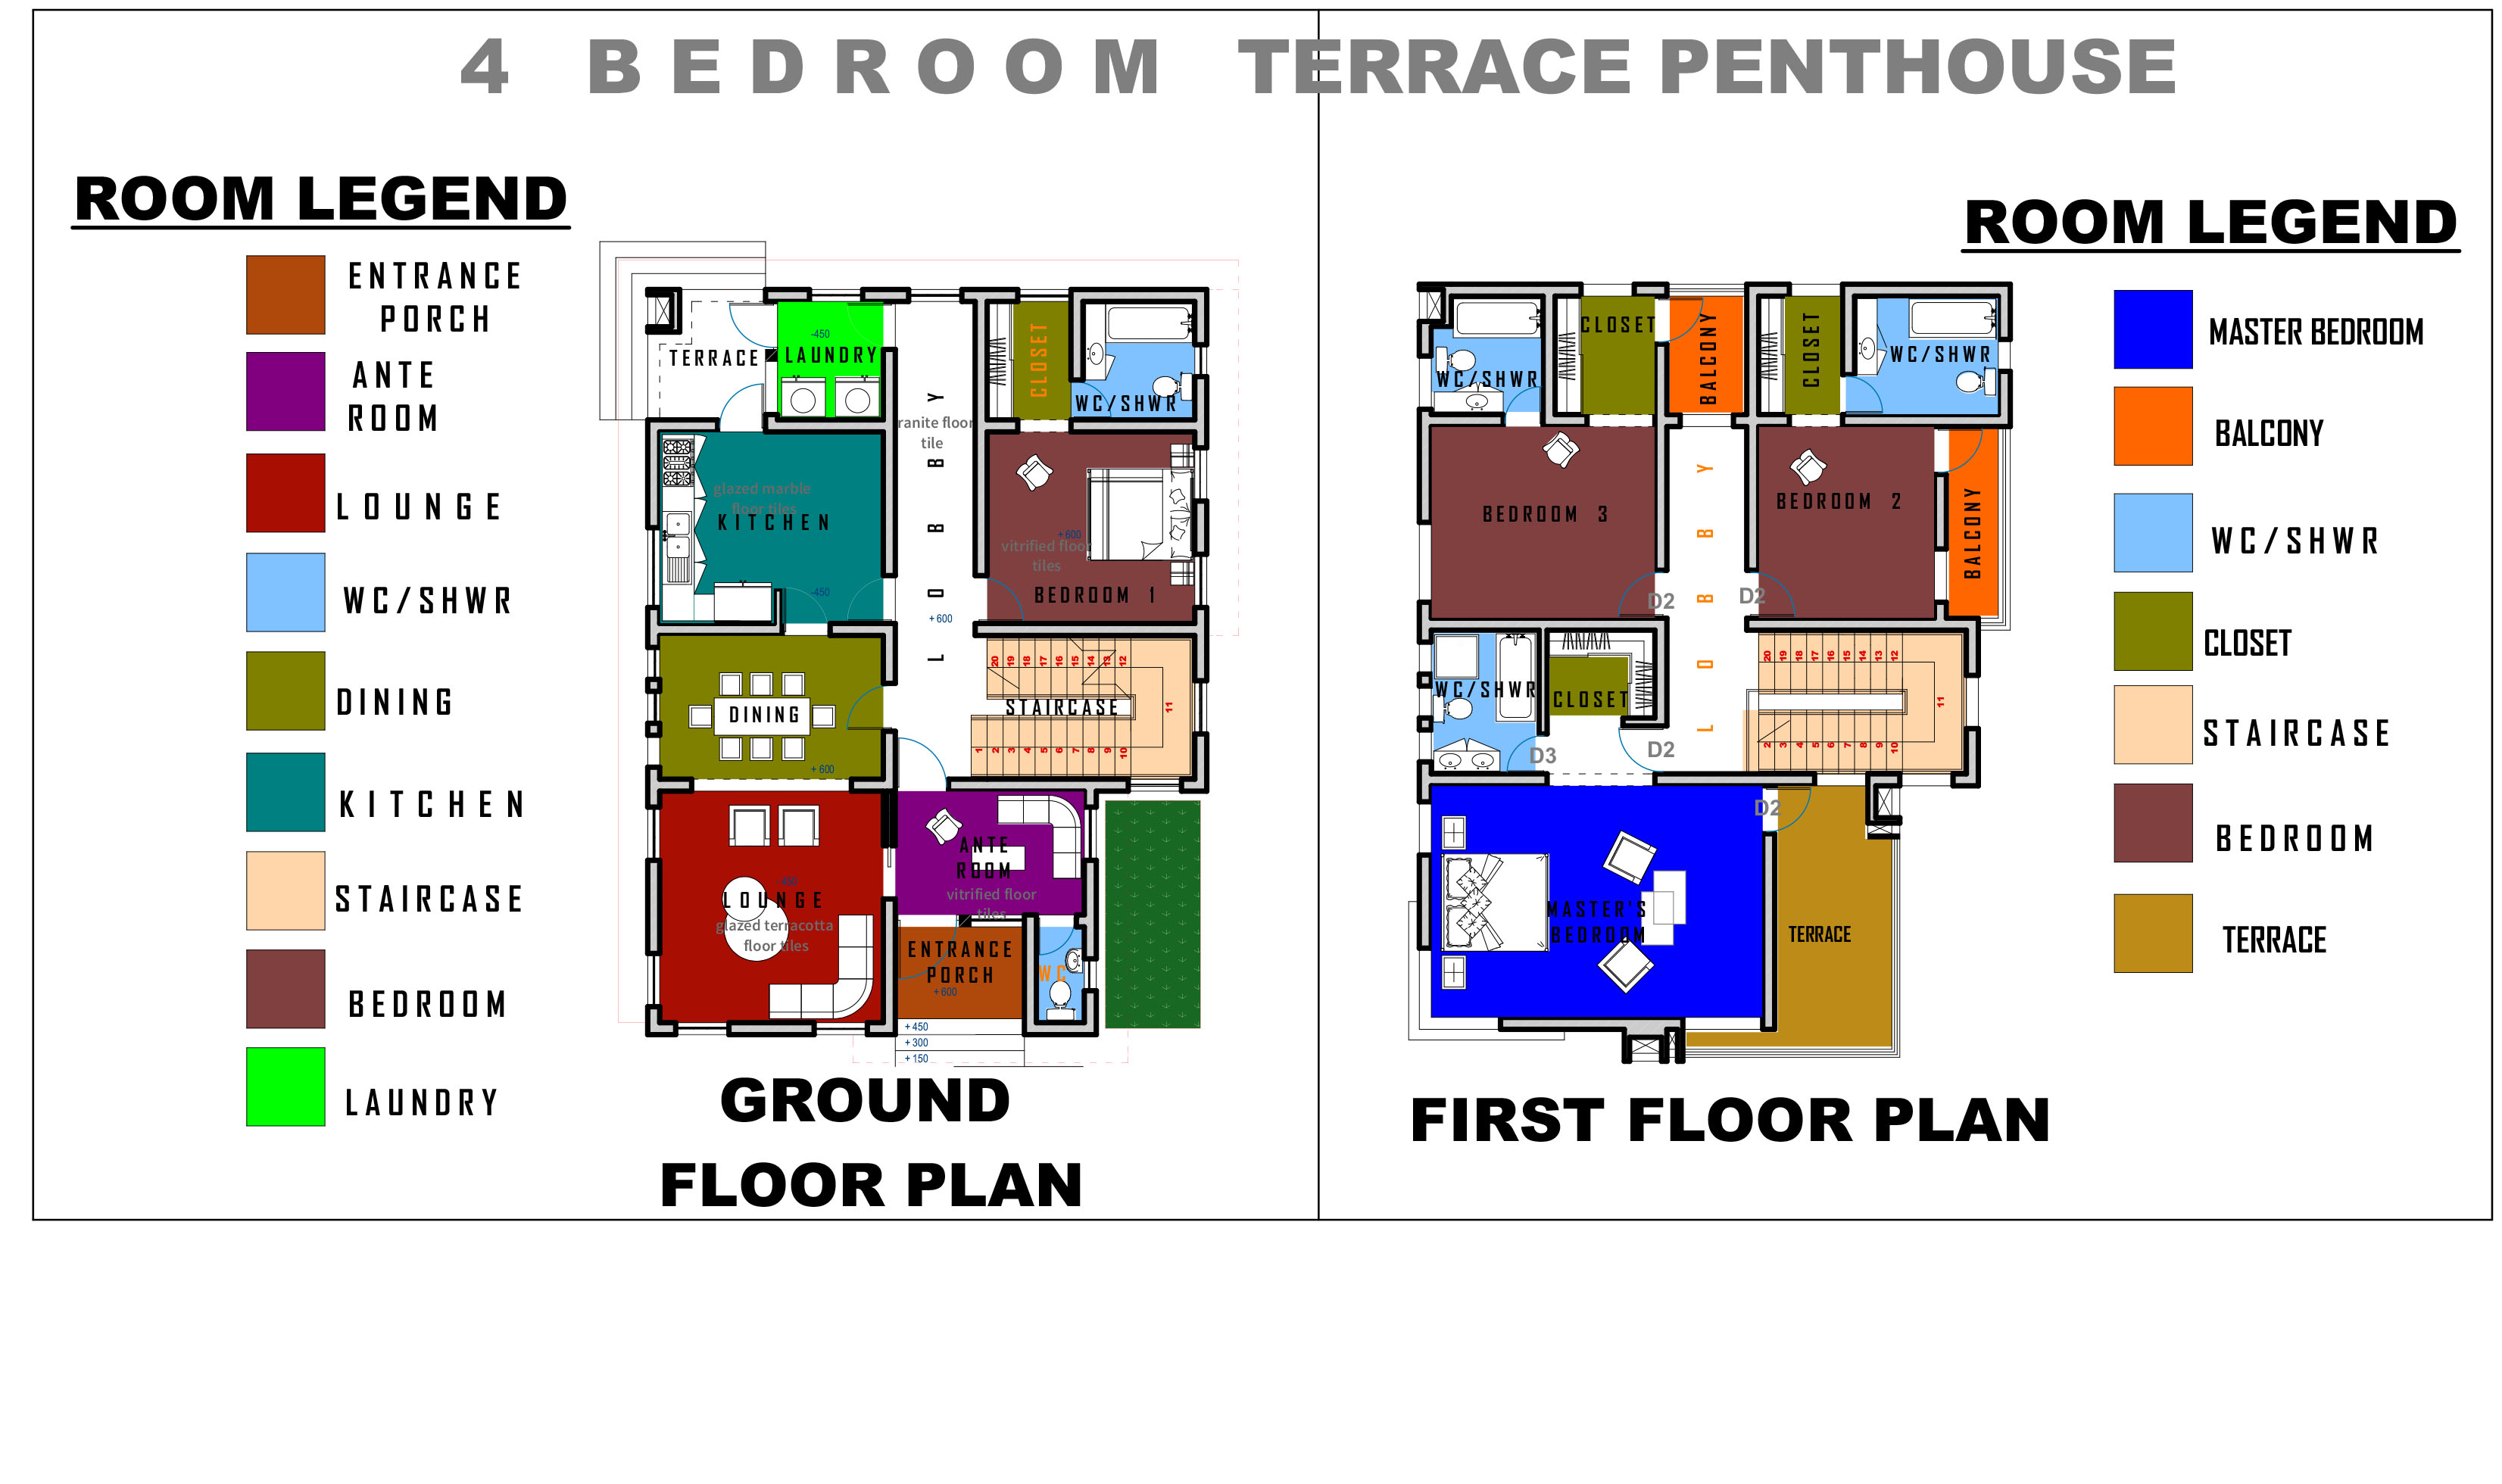 4 BEDROOM TERRACE PENTHOUSE
ROOM LEGEND
ENTRANCE
PORCH
ANTE
ROOM
LOUNGE
WC/SHWR
DINING
KITCHEN
STAIRCASE
BEDROOM
LAUNDRY
TERRACE
-450
LAUNDRY
CLOSET
WC/SHWR
LOBBY
ranite floor
tile
glazed marble
floor tiles
KITCHEN
-450
+600
vitrified floor
tiles
BEDROOM 1
+600
DINING
+600
20 19 18 17 16 15 14 13 12
STAIRCASE
11
1 2 3 4 5 6 7 8 9 10
-450
LOUNGE
glazed terracotta
floor tiles
ANTE
ROOM
vitrified floor
tiles
ENTRANCE
PORCH
+600
WC
+450
+300
+150
GROUND
FLOOR PLAN
WC/SHWR
CLOSET
BALCONY
CLOSET
WC/SHWR
BEDROOM 3
LOBBY
BEDROOM 2
BALCONY
D2
D2
WC/SHWR
CLOSET
D3
D2
20 19 18 17 16 15 14 13 12
11
2 3 4 5 6 7 8 9 10
D2
MASTER'S
BEDROOM
TERRACE
FIRST FLOOR PLAN
ROOM LEGEND
MASTER BEDROOM
BALCONY
WC/SHWR
CLOSET
STAIRCASE
BEDROOM
TERRACE